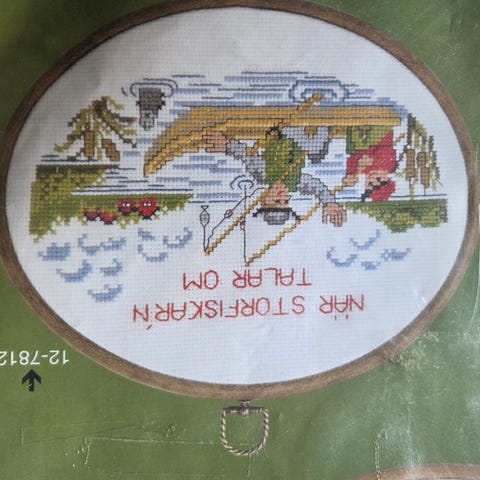 NÄR STORFISKAR'N
TALAR OM
12-7812